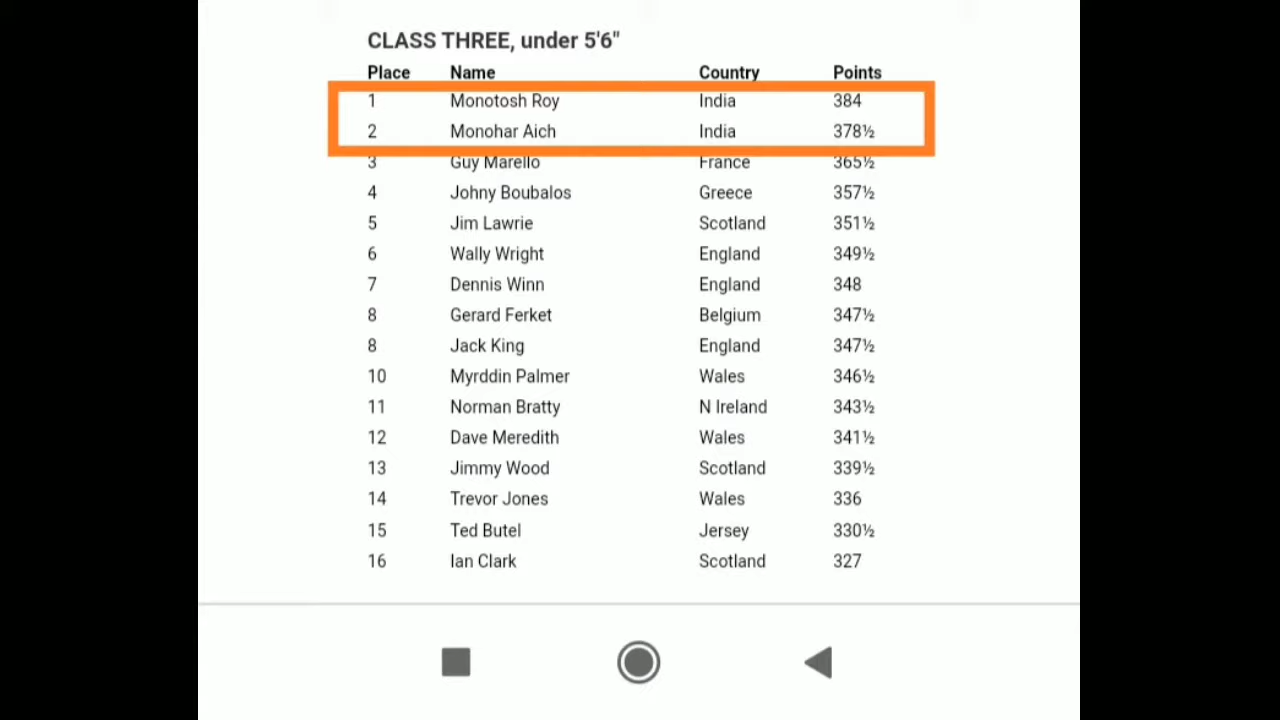 CLASS THREE, under 5'6"
Place Name Country Points
1 Monotosh Roy India 384
2 Monohar Aich India 378½
3 Guy Marello France 365½
4 Johny Boubalos Greece 357½
5 Jim Lawrie Scotland 351½
6 Wally Wright England 349½
7 Dennis Winn England 348
8 Gerard Ferket Belgium 347½
8 Jack King England 347½
10 Myrddin Palmer Wales 346½
11 Norman Bratty N Ireland 343½
12 Dave Meredith Wales 341½
13 Jimmy Wood Scotland 339½
14 Trevor Jones Wales 336
15 Ted Butel Jersey 330½
16 Ian Clark Scotland 327